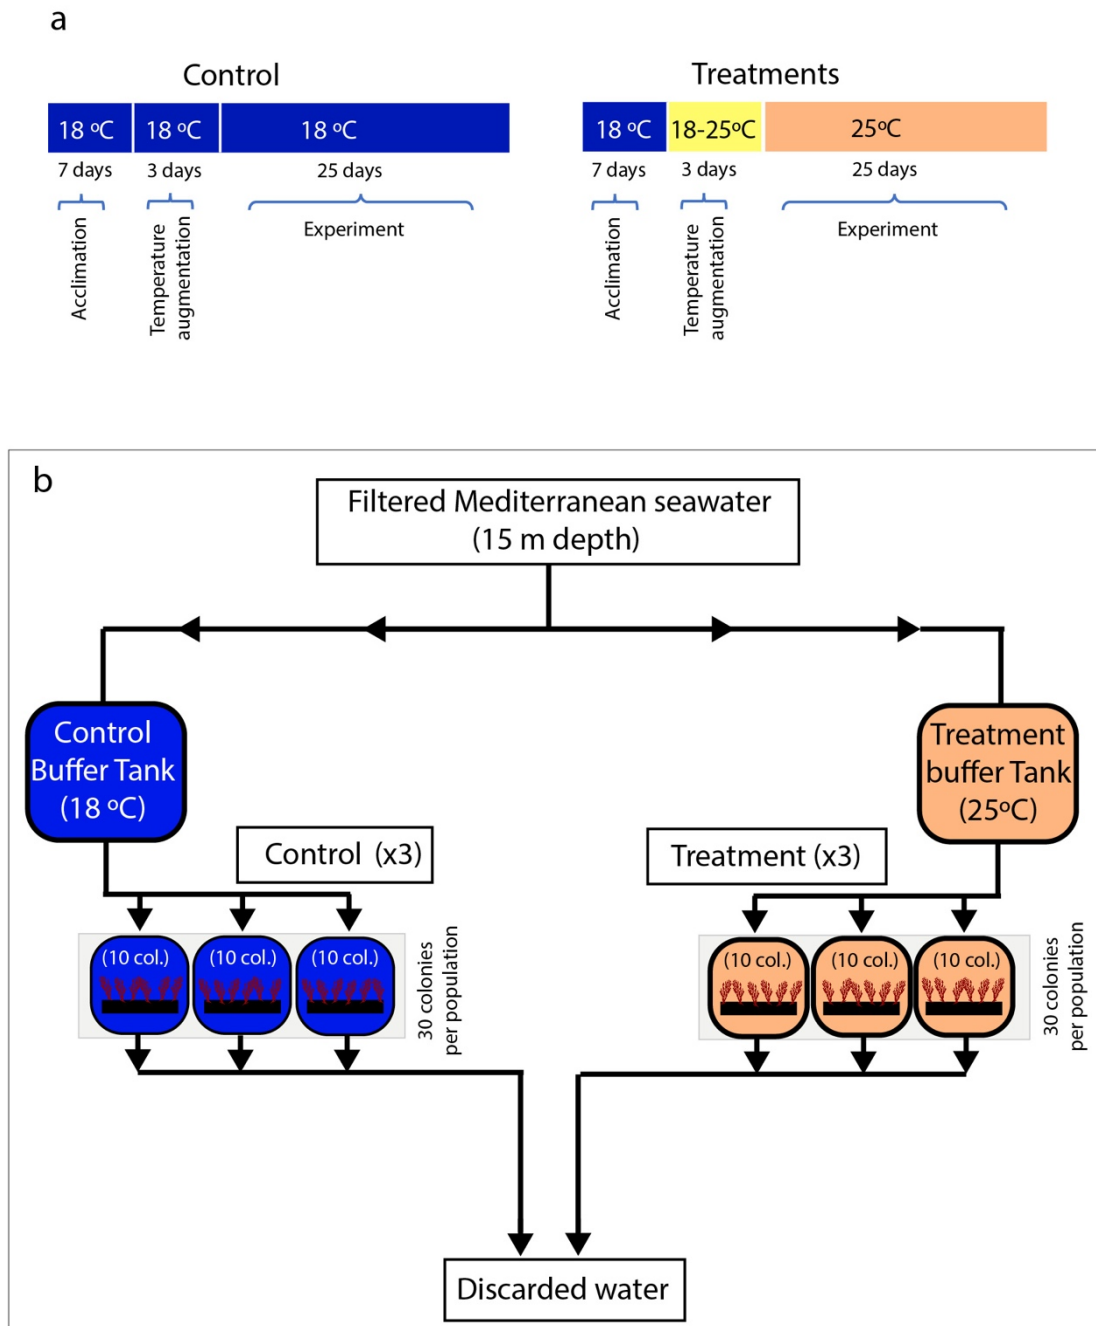 a
Control
18 ºC
18 ºC
18 ºC
7 days
3 days
25 days
Acclimation
Temperature
augmentation
Experiment
Treatments
18 ºC
18-25ºC
25ºC
7 days
3 days
25 days
Acclimation
Temperature
augmentation
Experiment
b
Filtered Mediterranean seawater
(15 m depth)
Control
Buffer Tank
(18 ºC)
Treatment
buffer Tank
(25ºC)
Control (x3)
Treatment (x3)
(10 col.)
(10 col.)
(10 col.)
30 colonies
per population
(10 col.)
(10 col.)
(10 col.)
30 colonies
per population
Discarded water